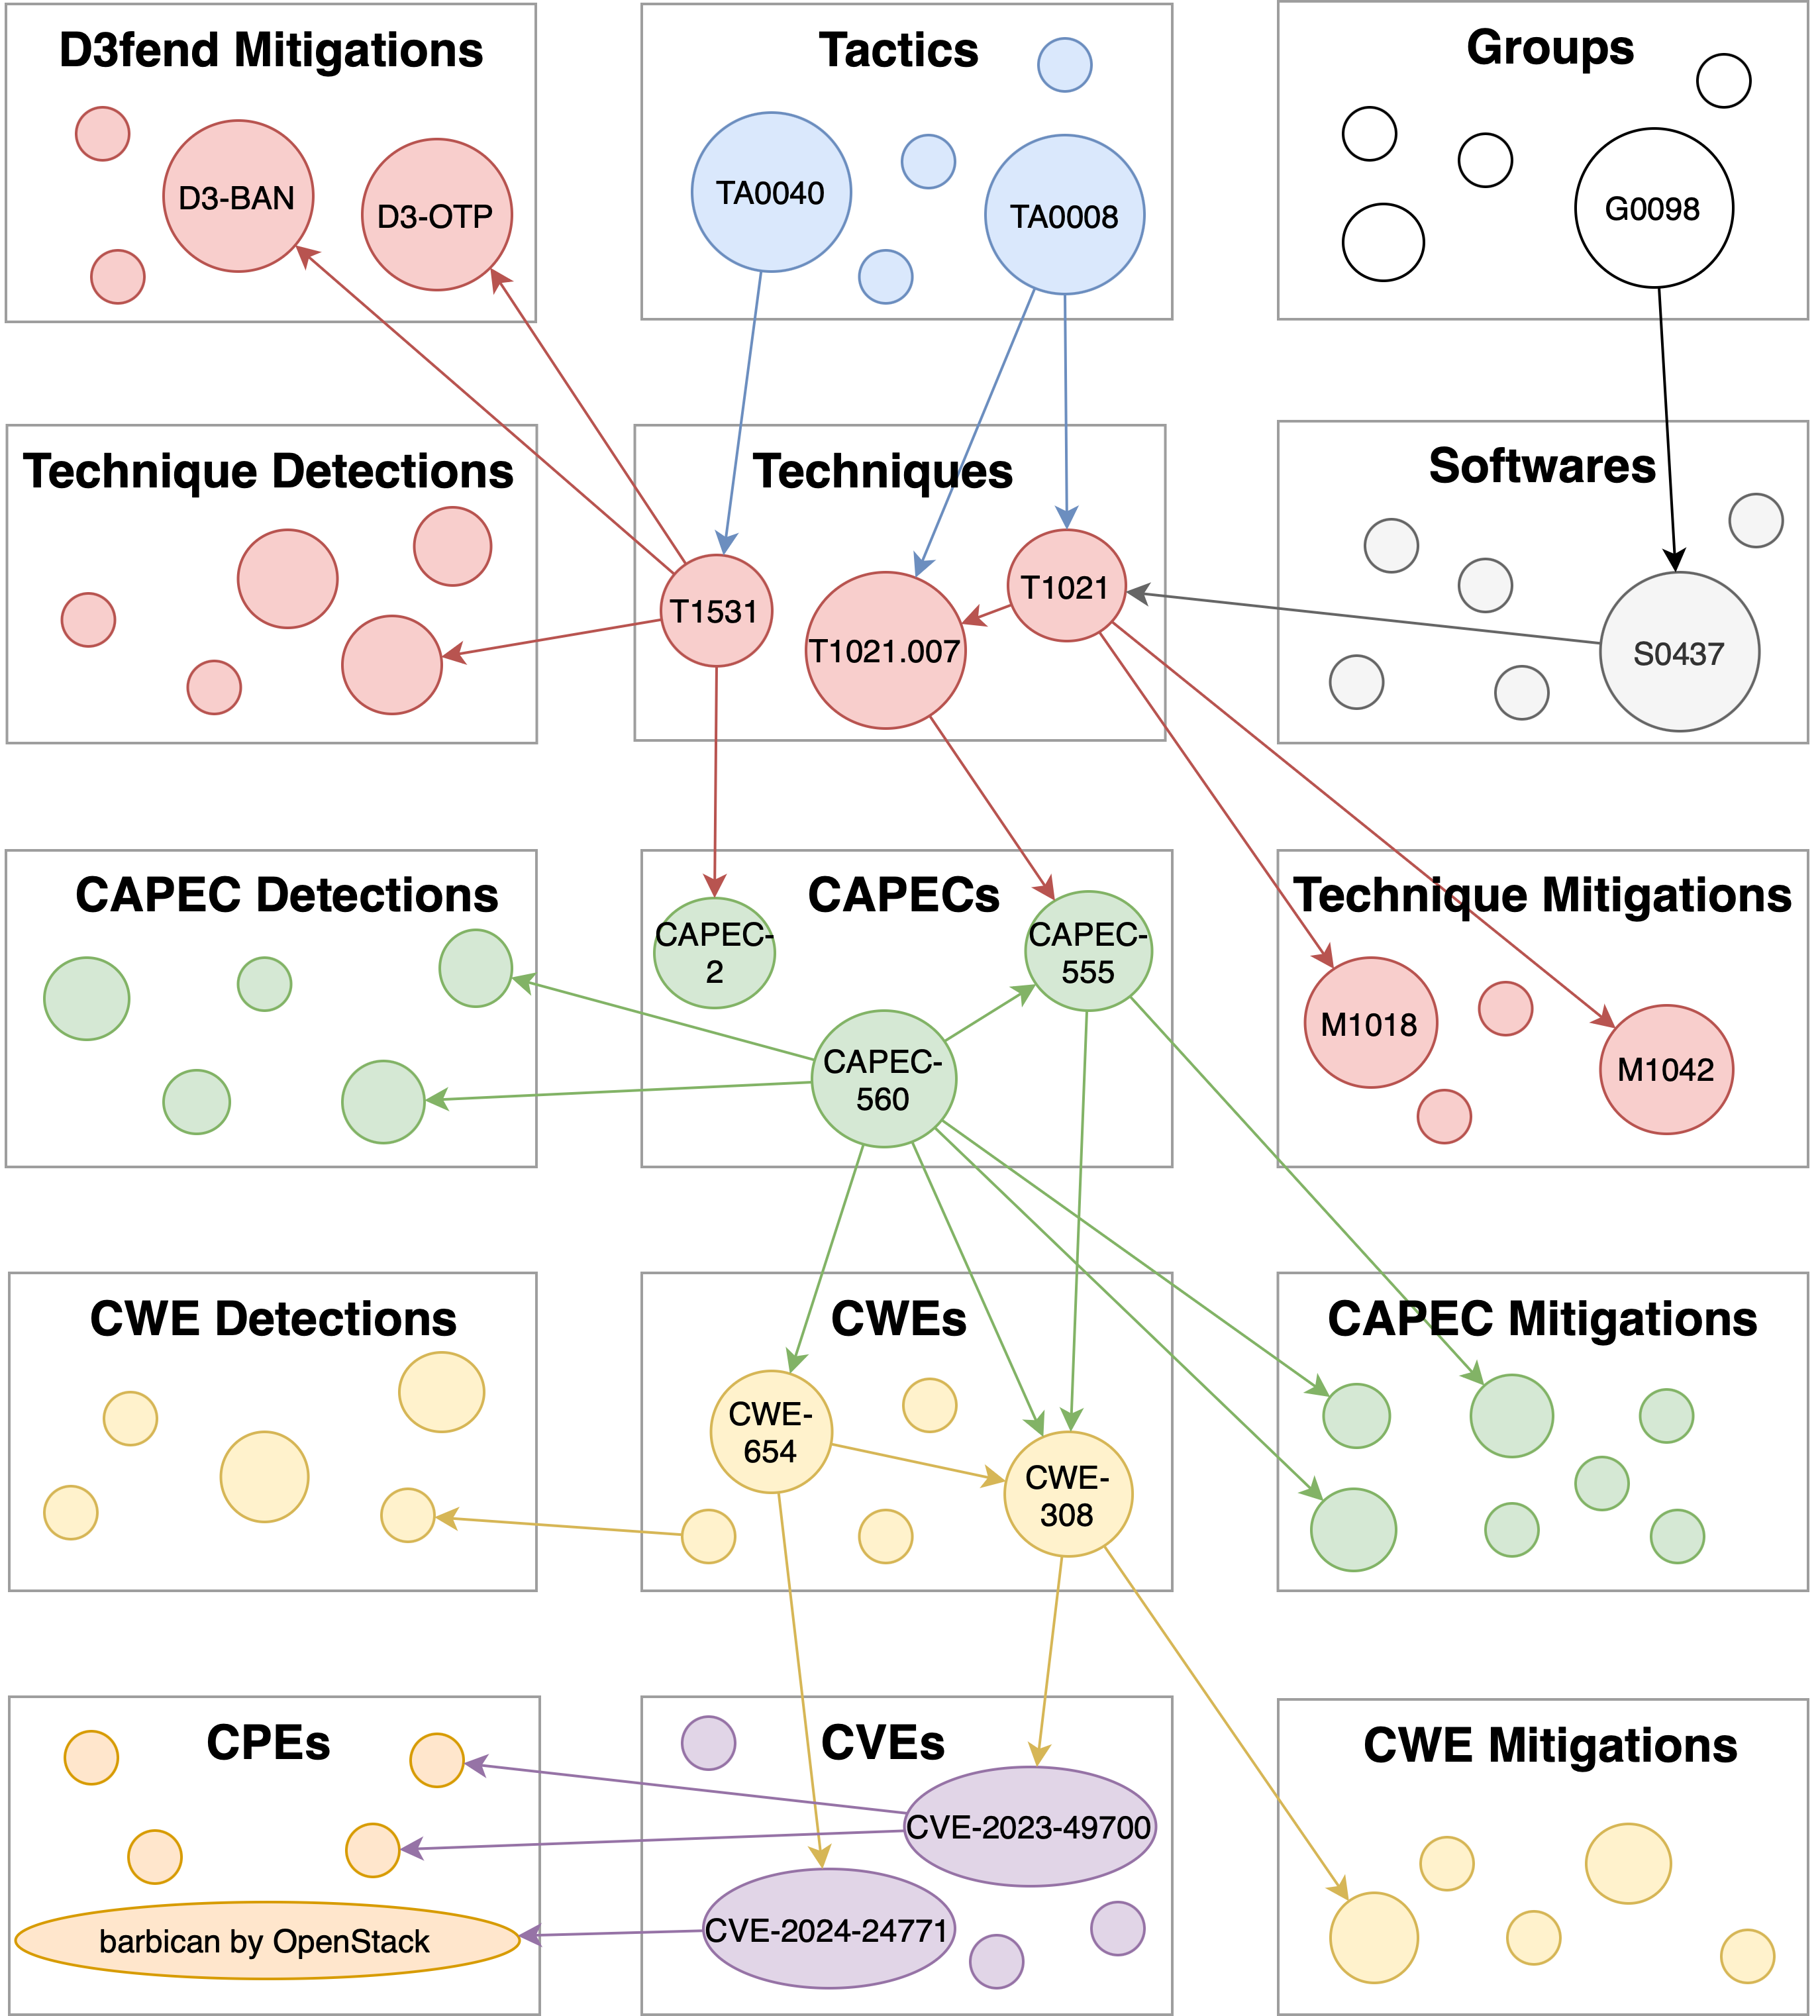 D3fend Mitigations
D3-BAN
D3-OTP
Tactics
TA0040
TA0008
Groups
G0098
Technique Detections
Techniques
T1531
T1021.007
T1021
Softwares
S0437
CAPEC Detections
CAPECs
CAPEC-
2
CAPEC-
555
CAPEC-
560
Technique Mitigations
M1018
M1042
CWE Detections
CWEs
CWE-
654
CWE-
308
CAPEC Mitigations
CPEs
barbican by OpenStack
CVEs
CVE-2023-49700
CVE-2024-24771
CWE Mitigations